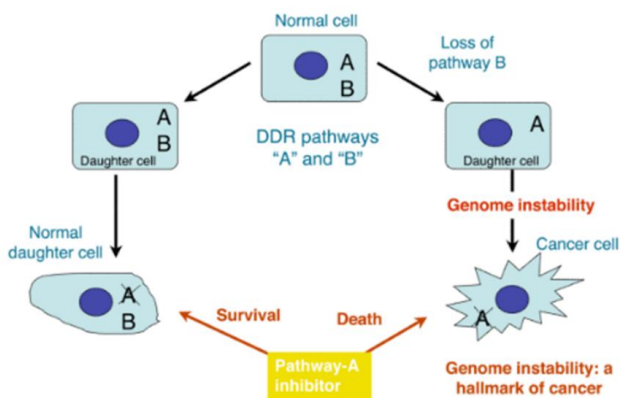 Normal cell
A
B
Loss of
pathway B
A
B
Daughter cell
DDR pathways
“A” and “B”
A
Daughter cell
Genome instability
Normal
daughter cell
Cancer cell
A
B
Survival
Death
A
Pathway-A
inhibitor
Genome instability: a
hallmark of cancer